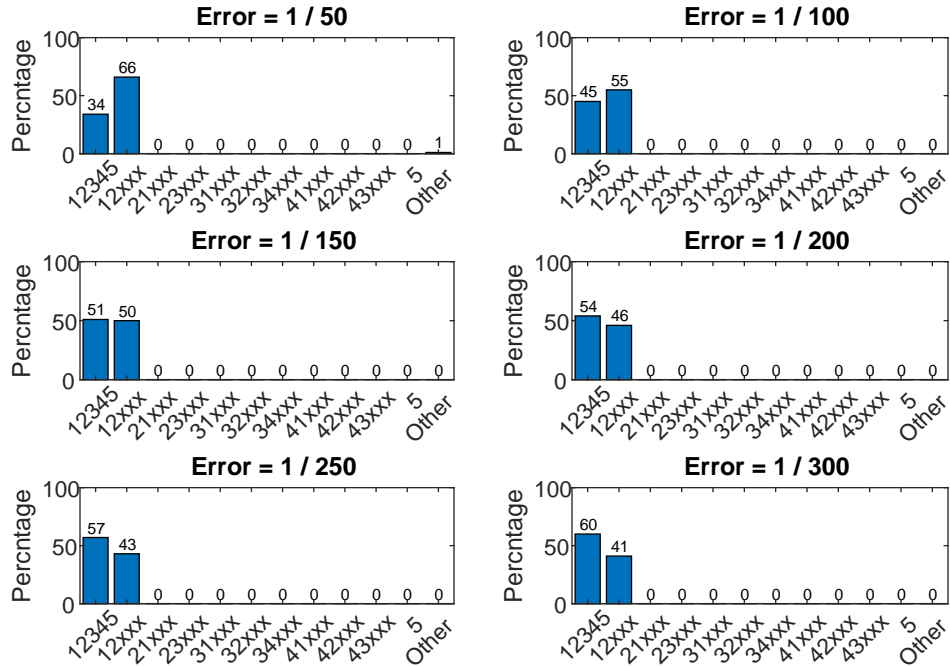 Error = 1 / 50
Percntage
100
50
0
34
66
0
0
0
0
0
0
0
0
0
1
12345
12xxx
21xxx
23xxx
31xxx
32xxx
34xxx
41xxx
42xxx
43xxx
5
Other
Error = 1 / 100
Percntage
100
50
0
45
55
0
0
0
0
0
0
0
0
0
0
12345
12xxx
21xxx
23xxx
31xxx
32xxx
34xxx
41xxx
42xxx
43xxx
5
Other
Error = 1 / 150
Percntage
100
50
0
51
50
0
0
0
0
0
0
0
0
0
0
12345
12xxx
21xxx
23xxx
31xxx
32xxx
34xxx
41xxx
42xxx
43xxx
5
Other
Error = 1 / 200
Percntage
100
50
0
54
46
0
0
0
0
0
0
0
0
0
0
12345
12xxx
21xxx
23xxx
31xxx
32xxx
34xxx
41xxx
42xxx
43xxx
5
Other
Error = 1 / 250
Percntage
100
50
0
57
43
0
0
0
0
0
0
0
0
0
0
12345
12xxx
21xxx
23xxx
31xxx
32xxx
34xxx
41xxx
42xxx
43xxx
5
Other
Error = 1 / 300
Percntage
100
50
0
60
41
0
0
0
0
0
0
0
0
0
0
12345
12xxx
21xxx
23xxx
31xxx
32xxx
34xxx
41xxx
42xxx
43xxx
5
Other